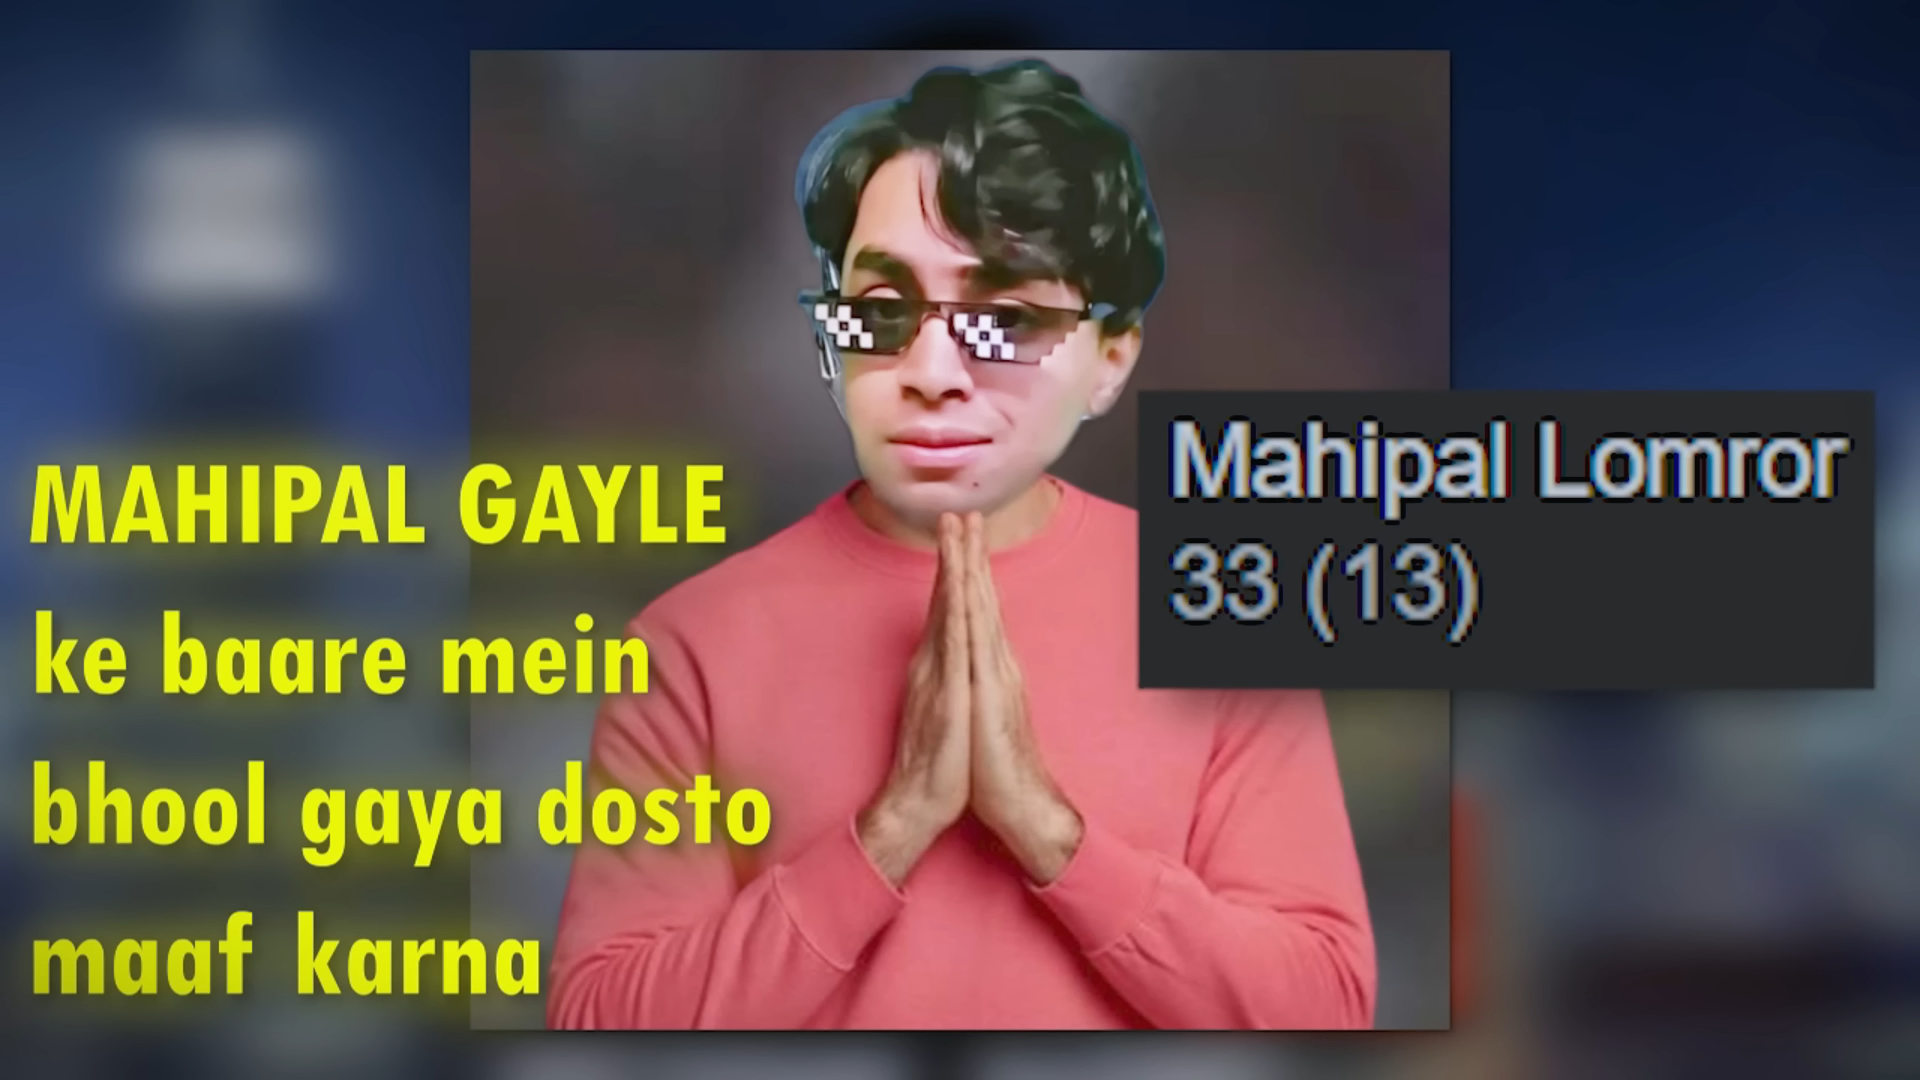 MAHIPAL GAYLE
ke baare mein
bhool gaya dosto
maaf karna
Mahipal Lomror
33 (13)